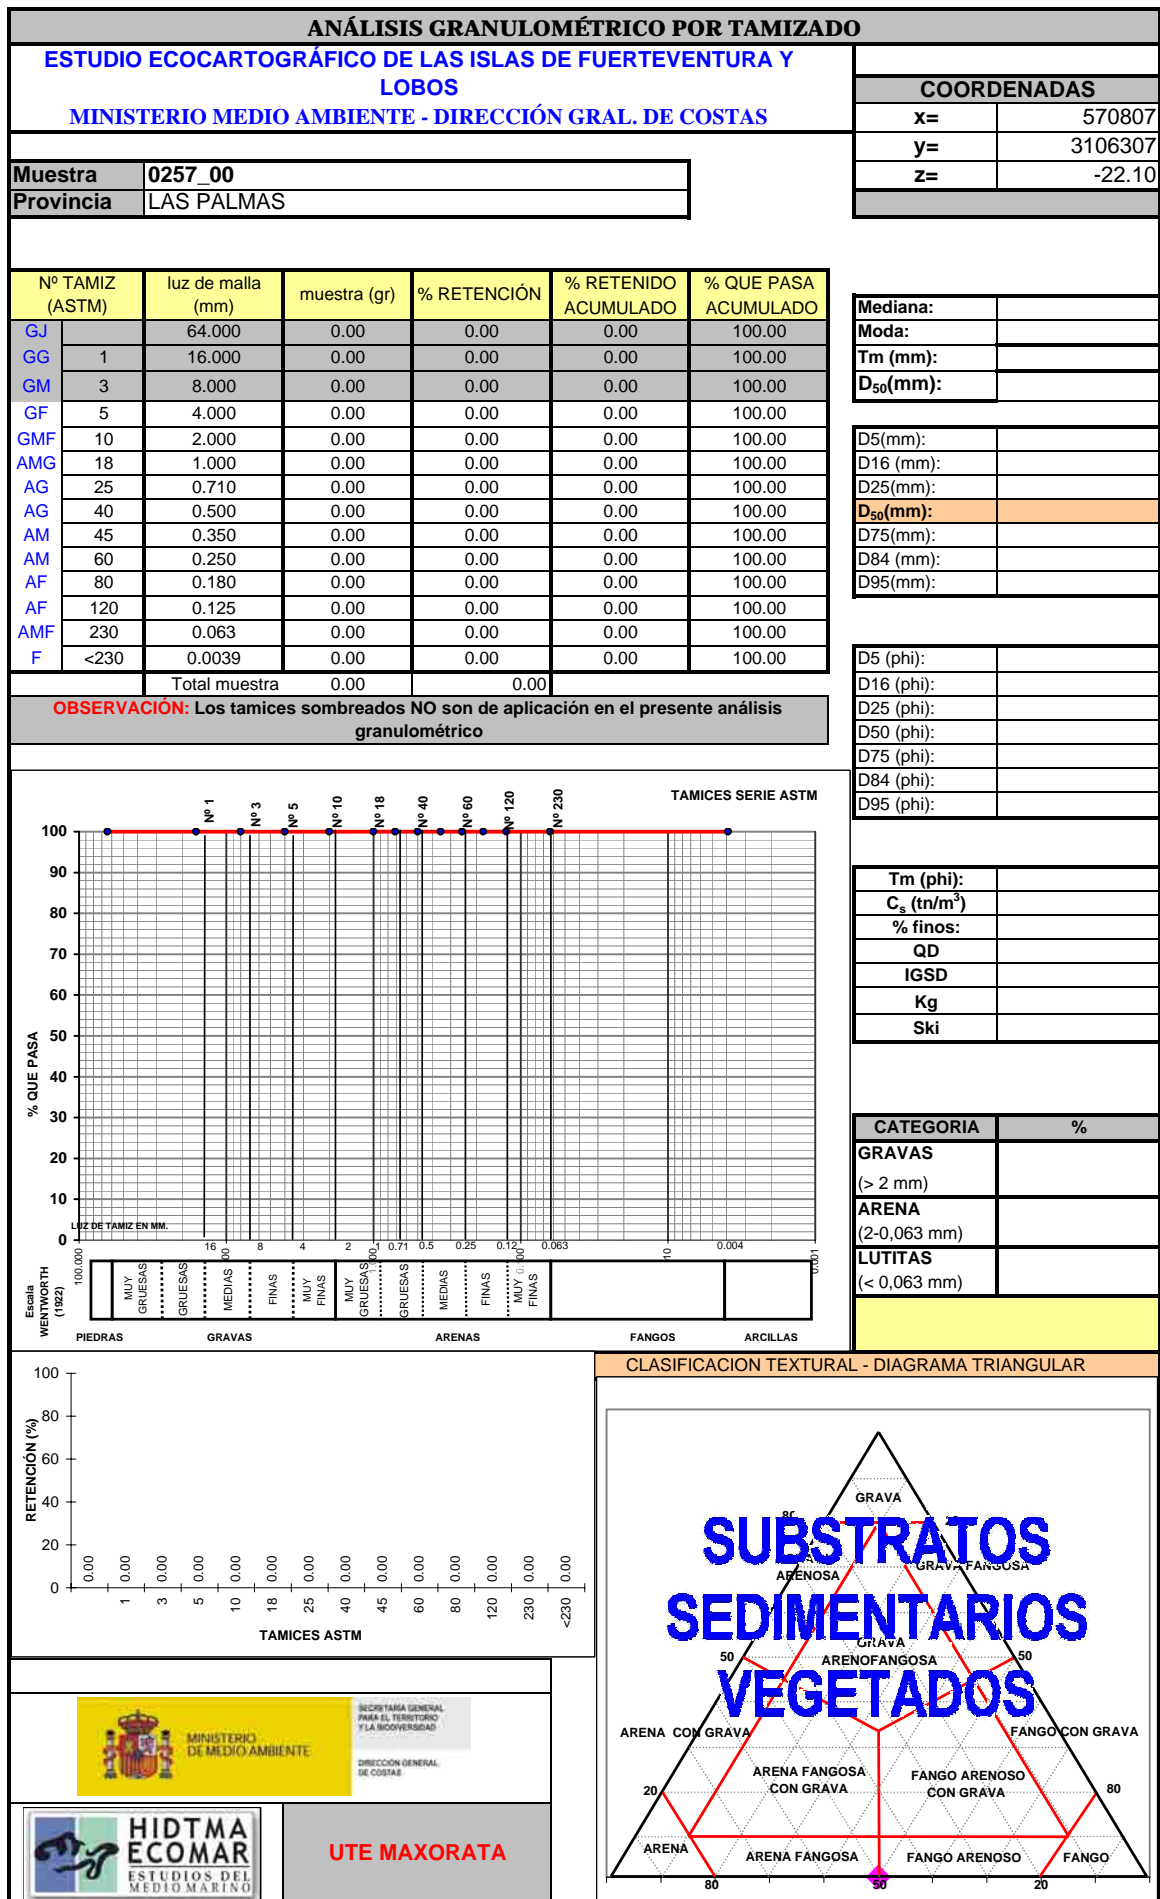 ANÁLISIS GRANULOMÉTRICO POR TAMIZADO
ESTUDIO ECOCARTOGRÁFICO DE LAS ISLAS DE FUERTEVENTURA Y
LOBOS
MINISTERIO MEDIO AMBIENTE - DIRECCIÓN GRAL. DE COSTAS
COORDENADAS
x= 570807
y= 3106307
z= -22.10
Muestra 0257_00
Provincia LAS PALMAS
Nº TAMIZ (ASTM) luz de malla (mm) muestra (gr) % RETENCIÓN % RETENIDO ACUMULADO % QUE PASA ACUMULADO
GJ 64.000 0.00 0.00 0.00 100.00
GG 1 16.000 0.00 0.00 0.00 100.00
GM 3 8.000 0.00 0.00 0.00 100.00
GF 5 4.000 0.00 0.00 0.00 100.00
GMF 10 2.000 0.00 0.00 0.00 100.00
AMG 18 1.000 0.00 0.00 0.00 100.00
AG 25 0.710 0.00 0.00 0.00 100.00
AG 40 0.500 0.00 0.00 0.00 100.00
AM 45 0.350 0.00 0.00 0.00 100.00
AM 60 0.250 0.00 0.00 0.00 100.00
AF 80 0.180 0.00 0.00 0.00 100.00
AF 120 0.125 0.00 0.00 0.00 100.00
AMF 230 0.063 0.00 0.00 0.00 100.00
F <230 0.0039 0.00 0.00 0.00 100.00
Total muestra 0.00 0.00
OBSERVACIÓN: Los tamices sombreados NO son de aplicación en el presente análisis
granulométrico
Mediana:
Moda:
Tm (mm):
D50(mm):
D5(mm):
D16 (mm):
D25(mm):
D50(mm):
D75(mm):
D84 (mm):
D95(mm):
D5 (phi):
D16 (phi):
D25 (phi):
D50 (phi):
D75 (phi):
D84 (phi):
D95 (phi):
Tm (phi):
Cs (tn/m3)
% finos:
QD
IGSD
Kg
Ski
CATEGORIA %
GRAVAS
(> 2 mm)
ARENA
(2-0,063 mm)
LUTITAS
(< 0,063 mm)
TAMICES SERIE ASTM
Nº 1 Nº 3 Nº 5 Nº 10 Nº 18 Nº 40 Nº 60 Nº 120 Nº 230
% QUE PASA
100
90
80
70
60
50
40
30
20
10
0
LUZ DE TAMIZ EN MM.
16 8 4 2 1 0.71 0.5 0.25 0.12 0.063 0.004
100.000 0.001
Escala WENTWORTH (1922)
MUY GRUESAS GRUESAS MEDIAS FINAS MUY FINAS MUY GRUESAS GRUESAS MEDIAS FINAS MUY FINAS
PIEDRAS GRAVAS ARENAS FANGOS ARCILLAS
RETENCIÓN (%)
100
80
60
40
20
0
0.00 0.00 0.00 0.00 0.00 0.00 0.00 0.00 0.00 0.00 0.00 0.00 0.00 0.00
1 3 5 10 18 25 40 45 60 80 120 230 <230
TAMICES ASTM
CLASIFICACION TEXTURAL - DIAGRAMA TRIANGULAR
GRAVA
SUBSTRATOS
ARENOSA
GRAVA FANGOSA
SEDIMENTARIOS
GRAVA
ARENOFANGOSA
50 50
VEGETADOS
ARENA CON GRAVA
FANGO CON GRAVA
ARENA FANGOSA
CON GRAVA
FANGO ARENOSO
CON GRAVA
20 80
ARENA
ARENA FANGOSA
FANGO ARENOSO
FANGO
80 50 20
MINISTERIO
DE MEDIO AMBIENTE
SECRETARÍA GENERAL
PARA EL TERRITORIO
Y LA BIODIVERSIDAD
DIRECCIÓN GENERAL
DE COSTAS
HIDTMA
ECOMAR
ESTUDIOS DEL
MEDIO MARINO
UTE MAXORATA